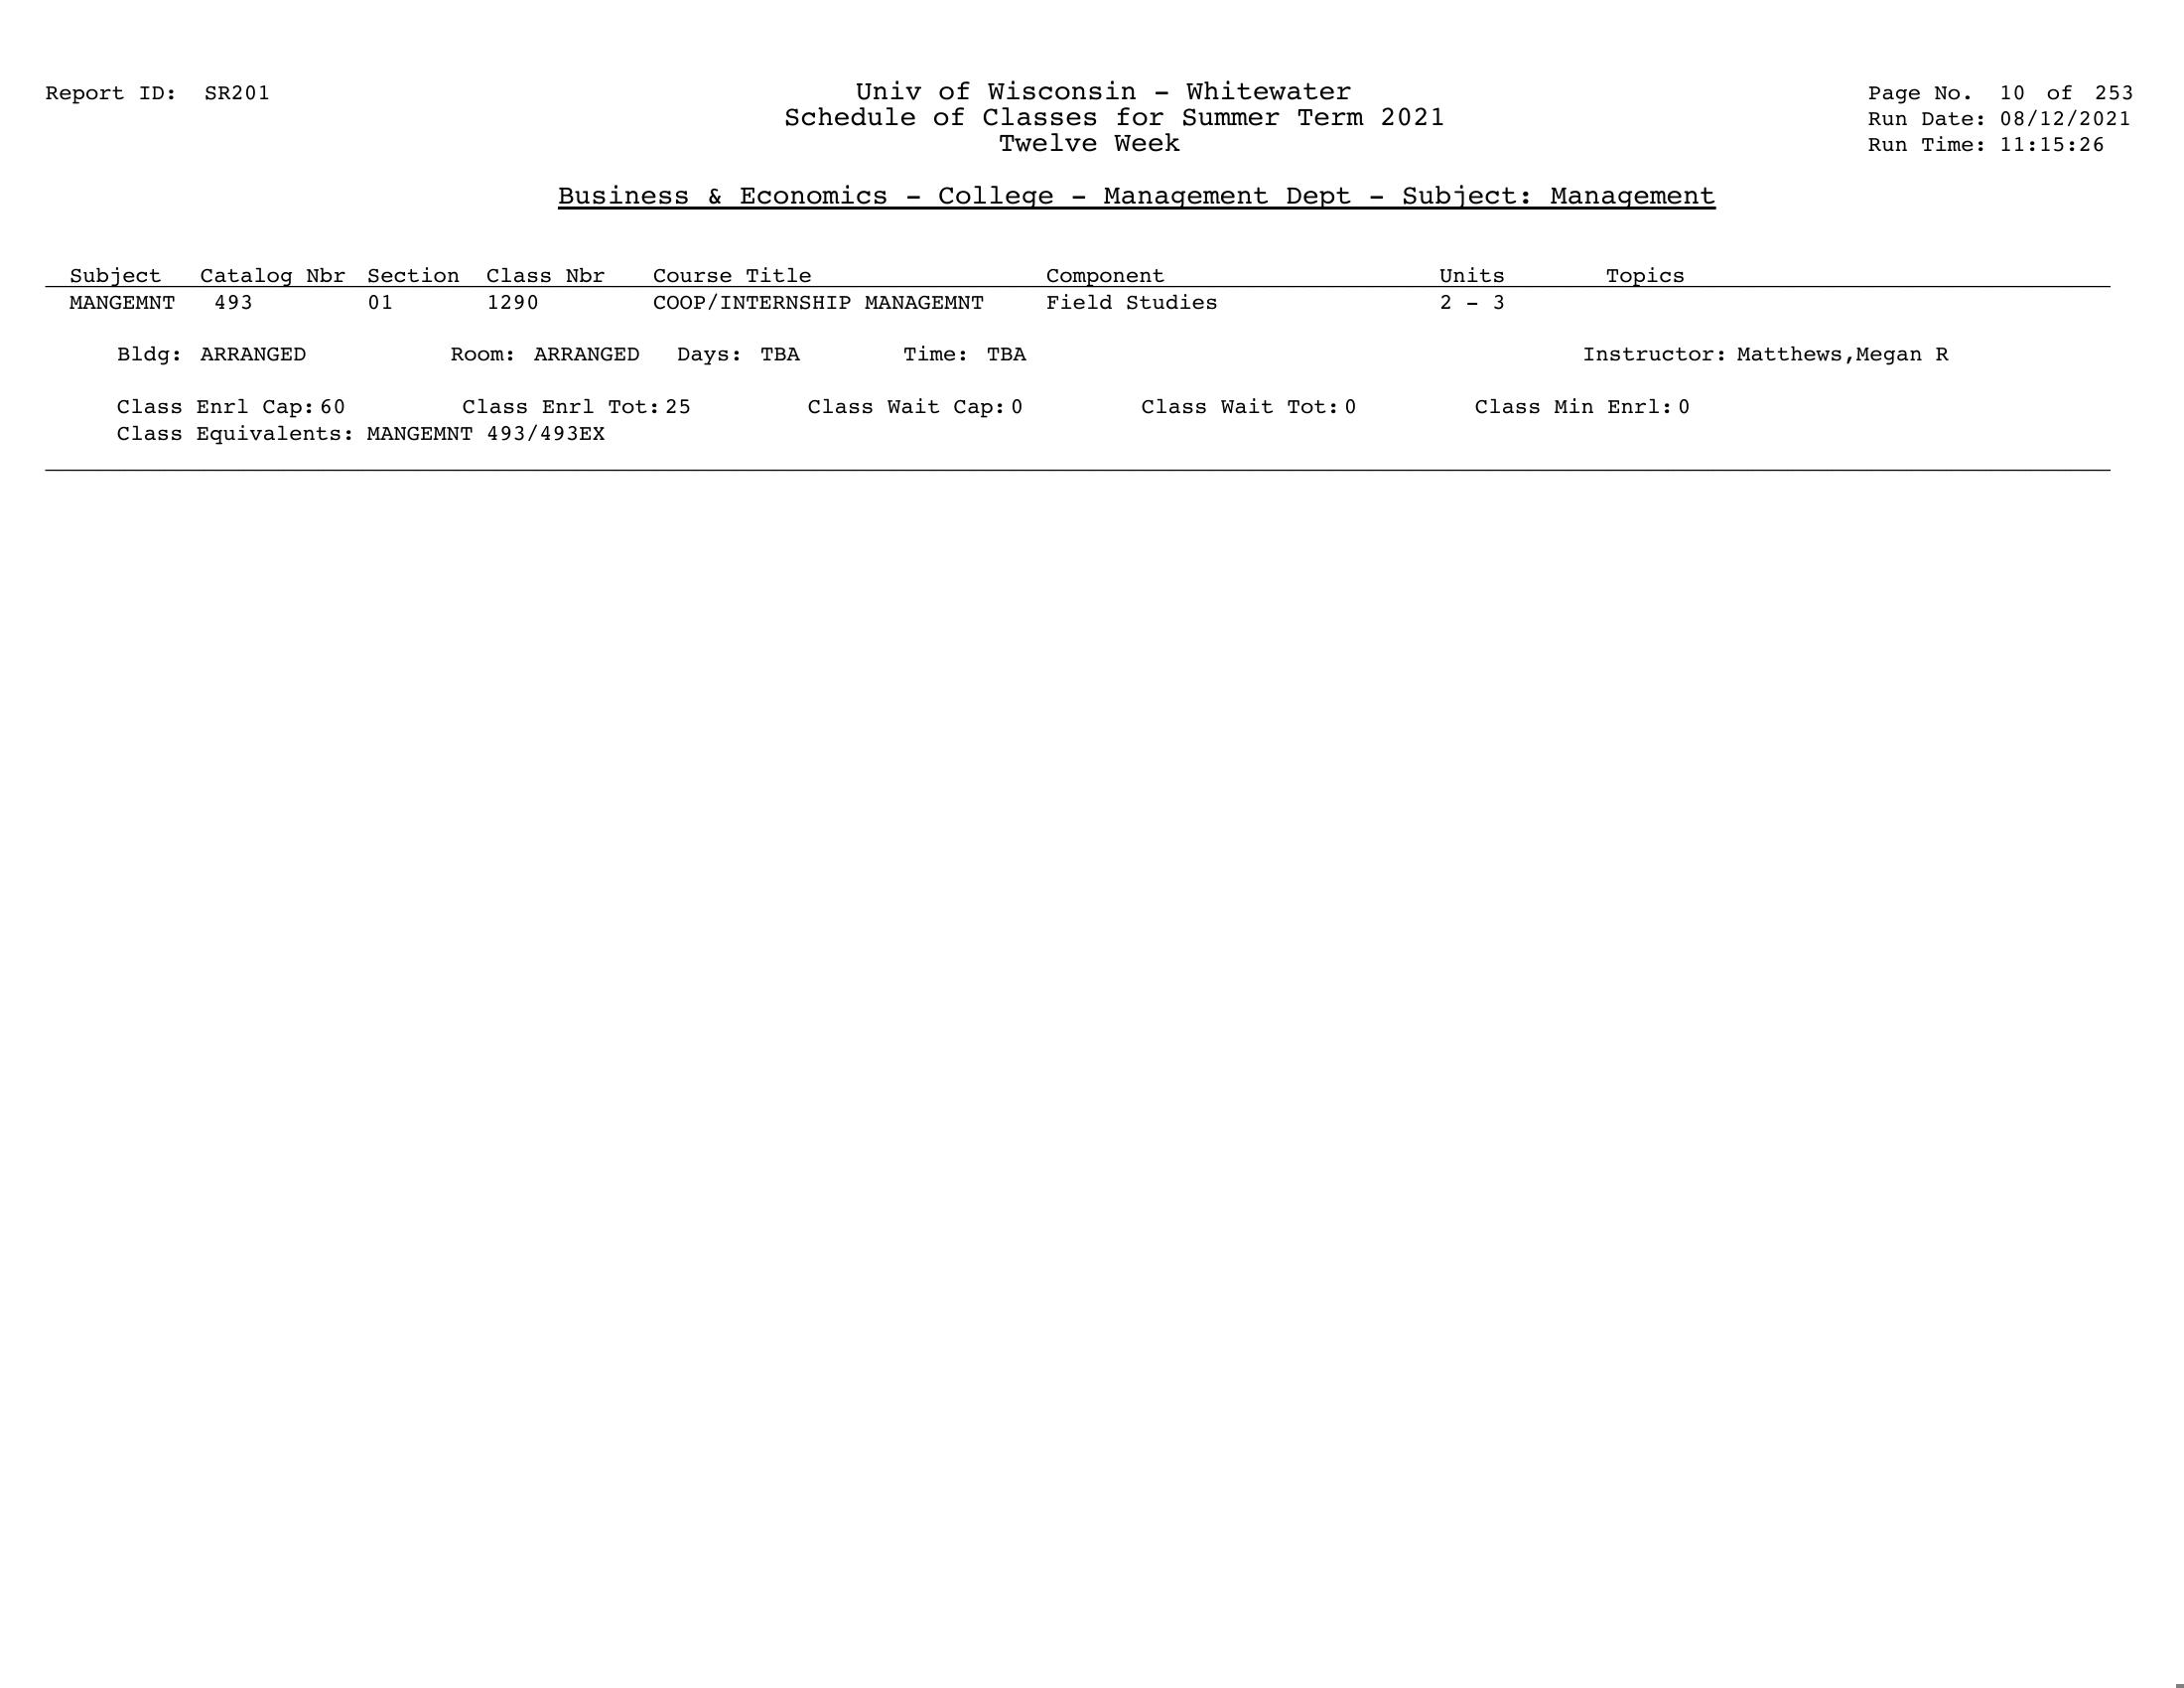 Report ID: SR201 Univ of Wisconsin - Whitewater Page No. 10 of 253
Schedule of Classes for Summer Term 2021 Run Date: 08/12/2021
Twelve Week Run Time: 11:15:26
Business & Economics - College - Management Dept - Subject: Management
Subject Catalog Nbr Section Class Nbr Course Title Component Units Topics
MANGEMNT 493 01 1290 COOP/INTERNSHIP MANAGEMNT Field Studies 2 - 3
Bldg: ARRANGED Room: ARRANGED Days: TBA Time: TBA Instructor: Matthews,Megan R
Class Enrl Cap: 60 Class Enrl Tot: 25 Class Wait Cap: 0 Class Wait Tot: 0 Class Min Enrl: 0
Class Equivalents: MANGEMNT 493/493EX